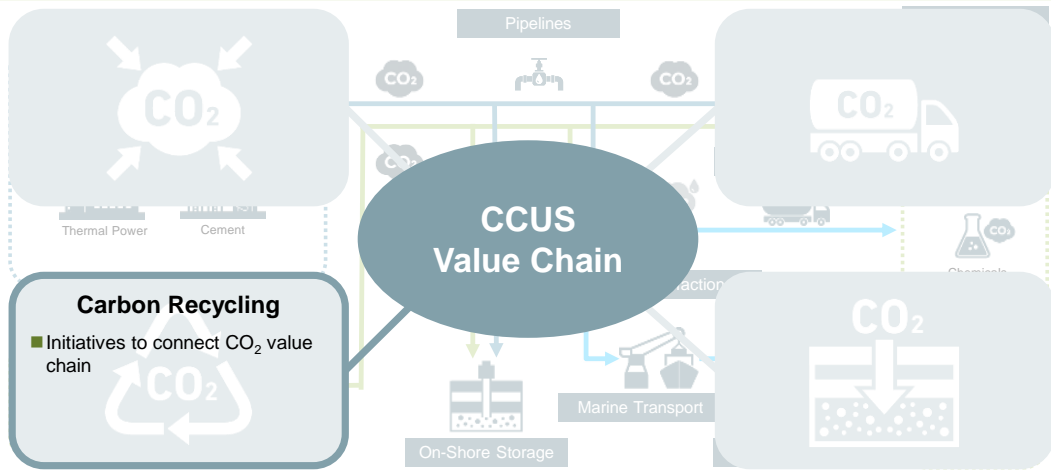 Pipelines
CO₂
CO₂
CO₂
CO₂
CO₂
Thermal Power
Cement
CCUS
Value Chain
CO₂
Carbon Recycling
Initiatives to connect CO₂ value
chain
CO₂
CO₂
Marine Transport
On-Shore Storage